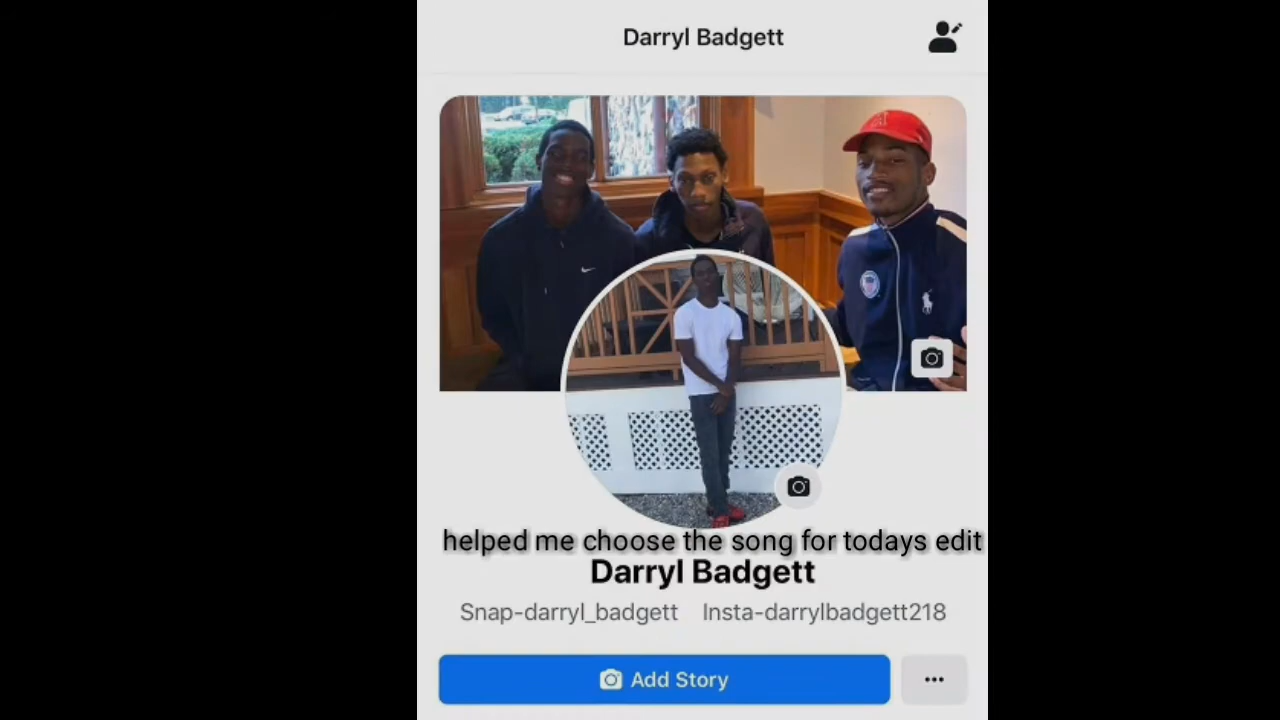 Darryl Badgett
helped me choose the song for todays edit
Darryl Badgett
Snap-darryl_badgett Insta-darrylbadgett218
Add Story